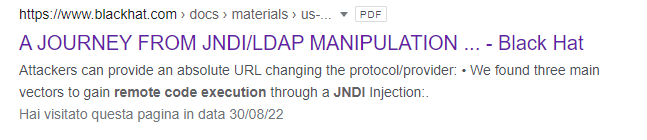 https://www.blackhat.com › docs › materials › us-... PDF
A JOURNEY FROM JNDI/LDAP MANIPULATION ... - Black Hat
Attackers can provide an absolute URL changing the protocol/provider: • We found three main
vectors to gain remote code execution through a JNDI Injection:.
Hai visitato questa pagina in data 30/08/22